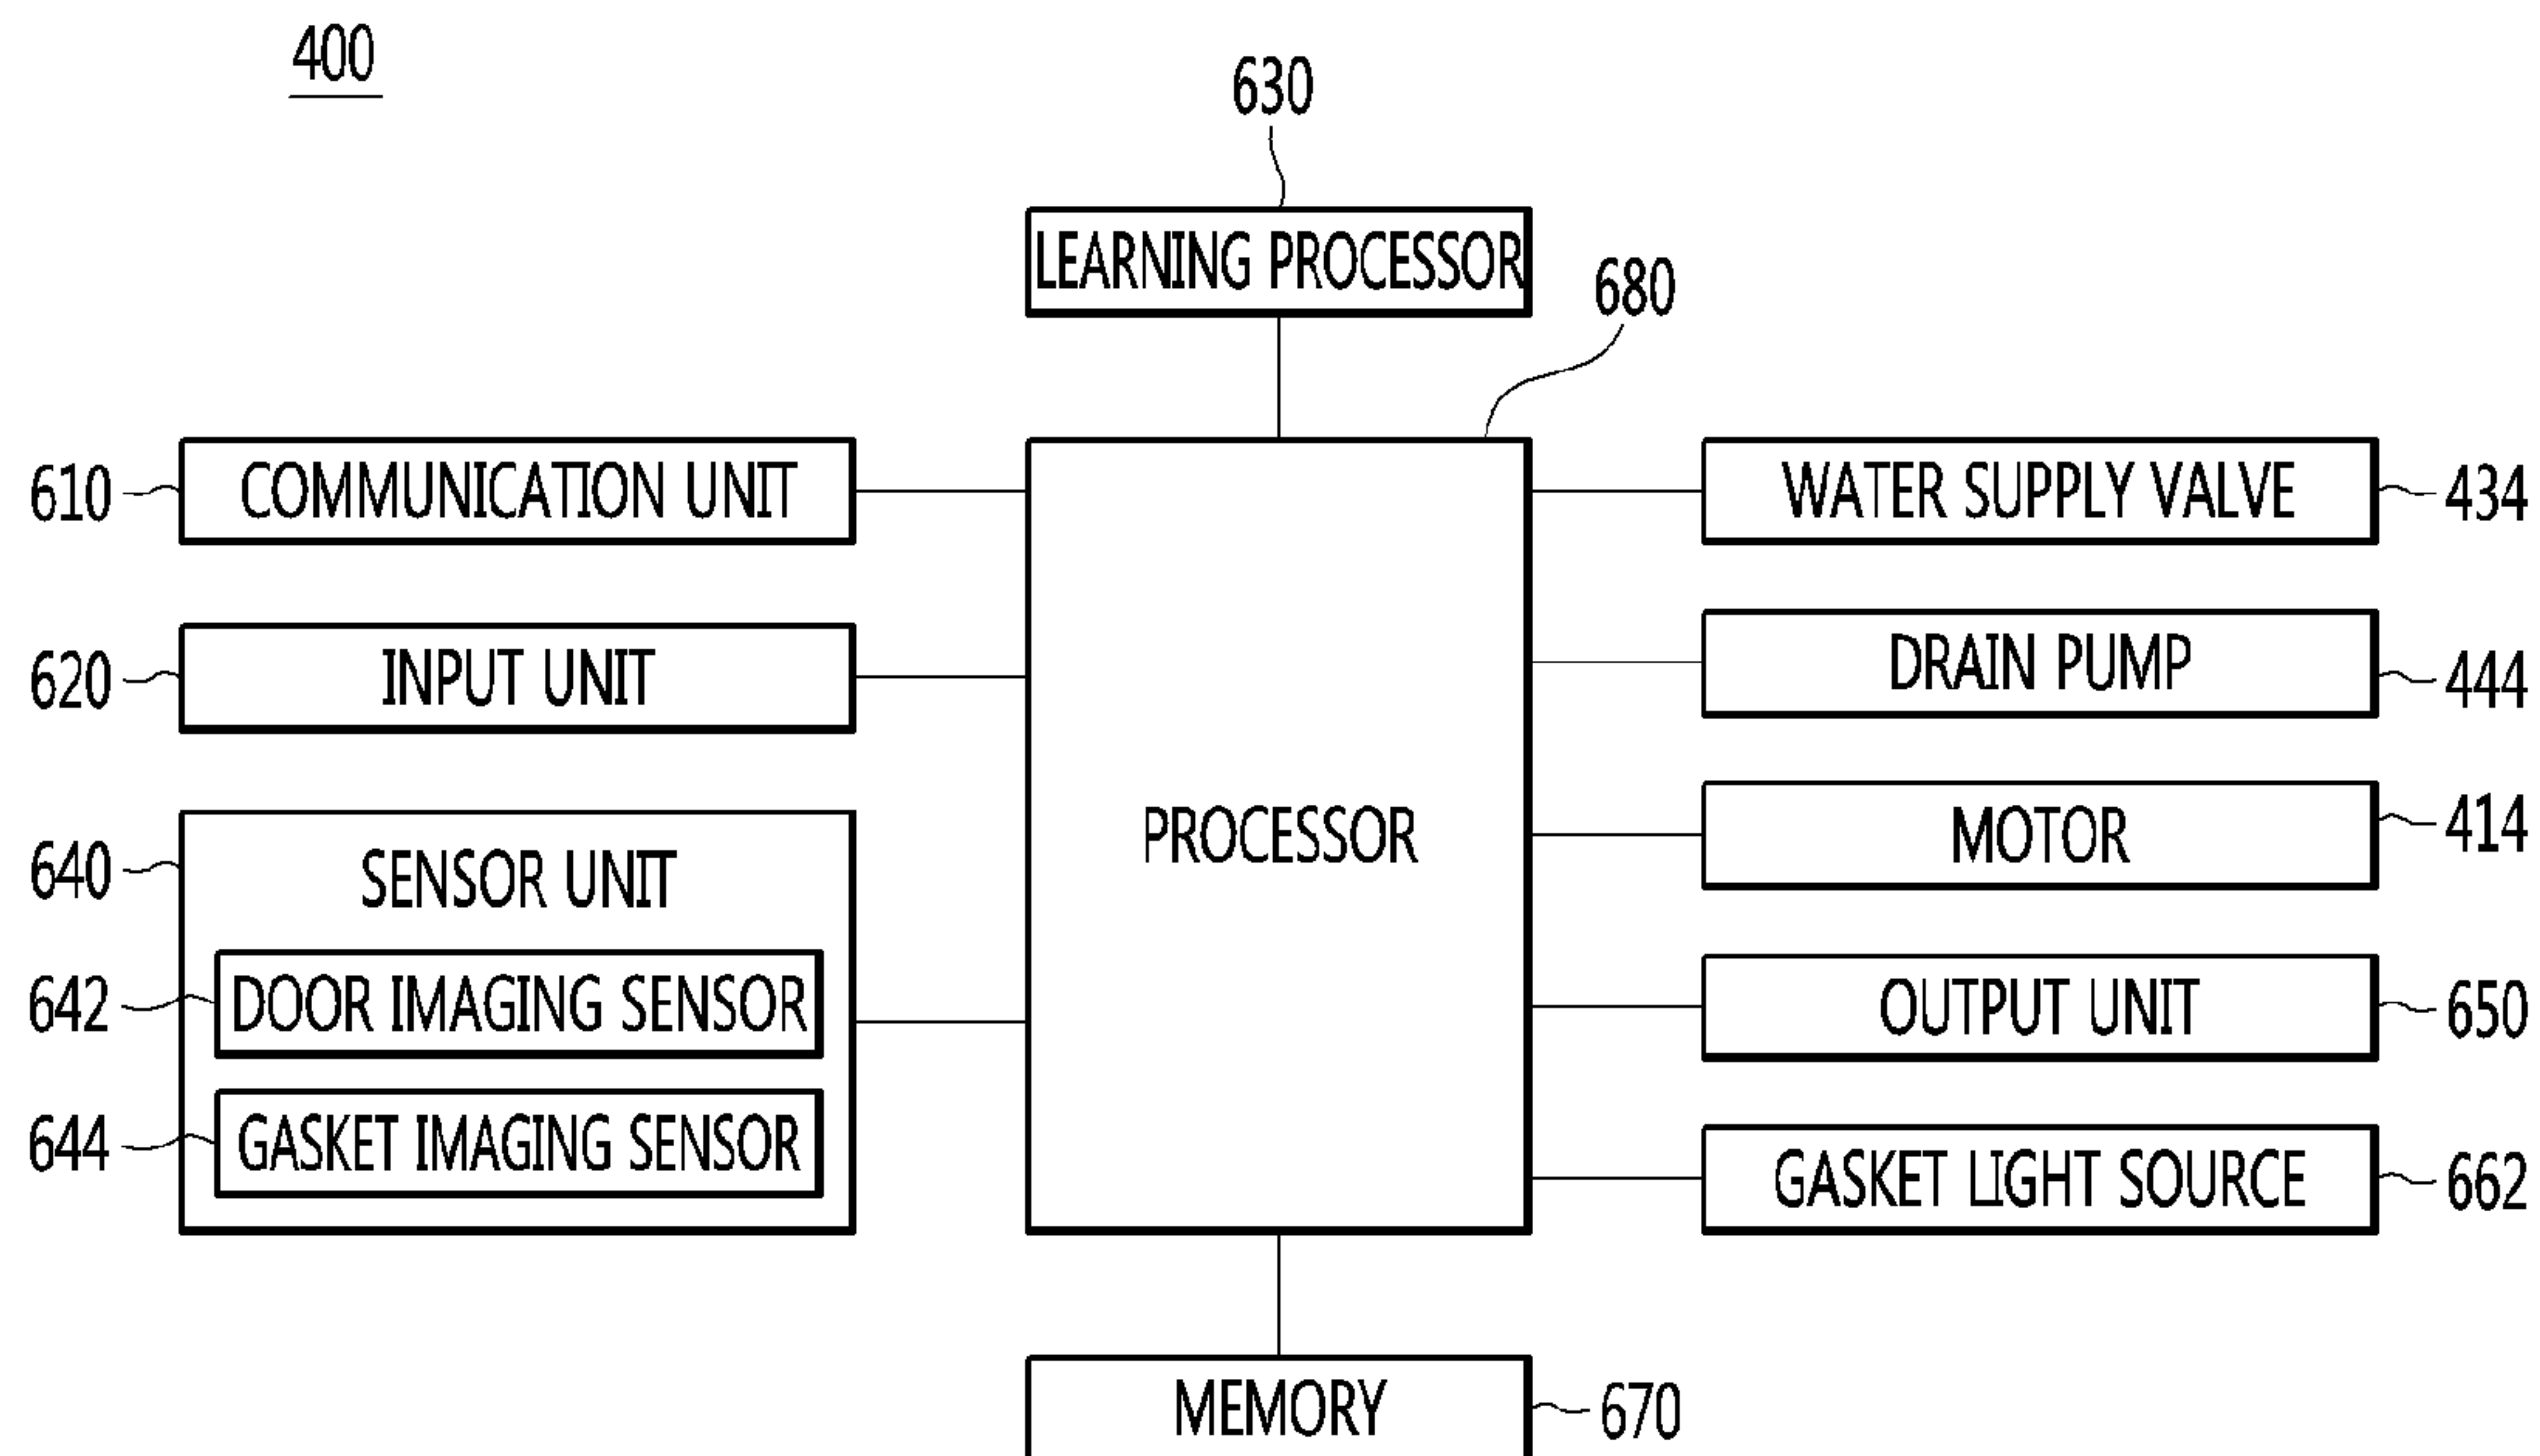 400
630
LEARNING PROCESSOR
680
610 COMMUNICATION UNIT
WATER SUPPLY VALVE 434
620 INPUT UNIT
DRAIN PUMP 444
640 SENSOR UNIT
PROCESSOR
MOTOR 414
642 DOOR IMAGING SENSOR
OUTPUT UNIT 650
644 GASKET IMAGING SENSOR
GASKET LIGHT SOURCE 662
MEMORY 670